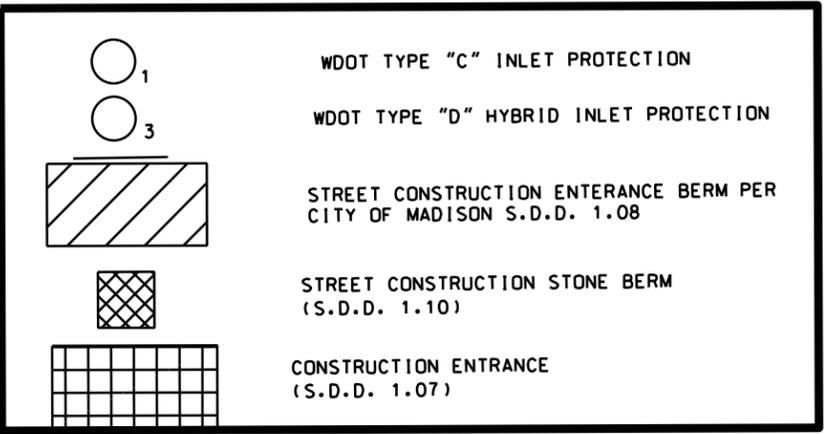 1 WDOT TYPE "C" INLET PROTECTION
3 WDOT TYPE "D" HYBRID INLET PROTECTION
STREET CONSTRUCTION ENTERANCE BERM PER
CITY OF MADISON S.D.D. 1.08
STREET CONSTRUCTION STONE BERM
(S.D.D. 1.10)
CONSTRUCTION ENTRANCE
(S.D.D. 1.07)